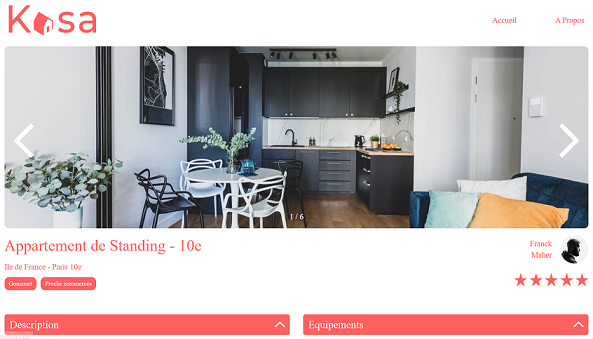 Kasa
Accueil
A Propos
1 / 6
Appartement de Standing - 10e
Franck
Maher
Ile de France - Paris 10e
Goncourt
Proche commerces
Description
Equipements